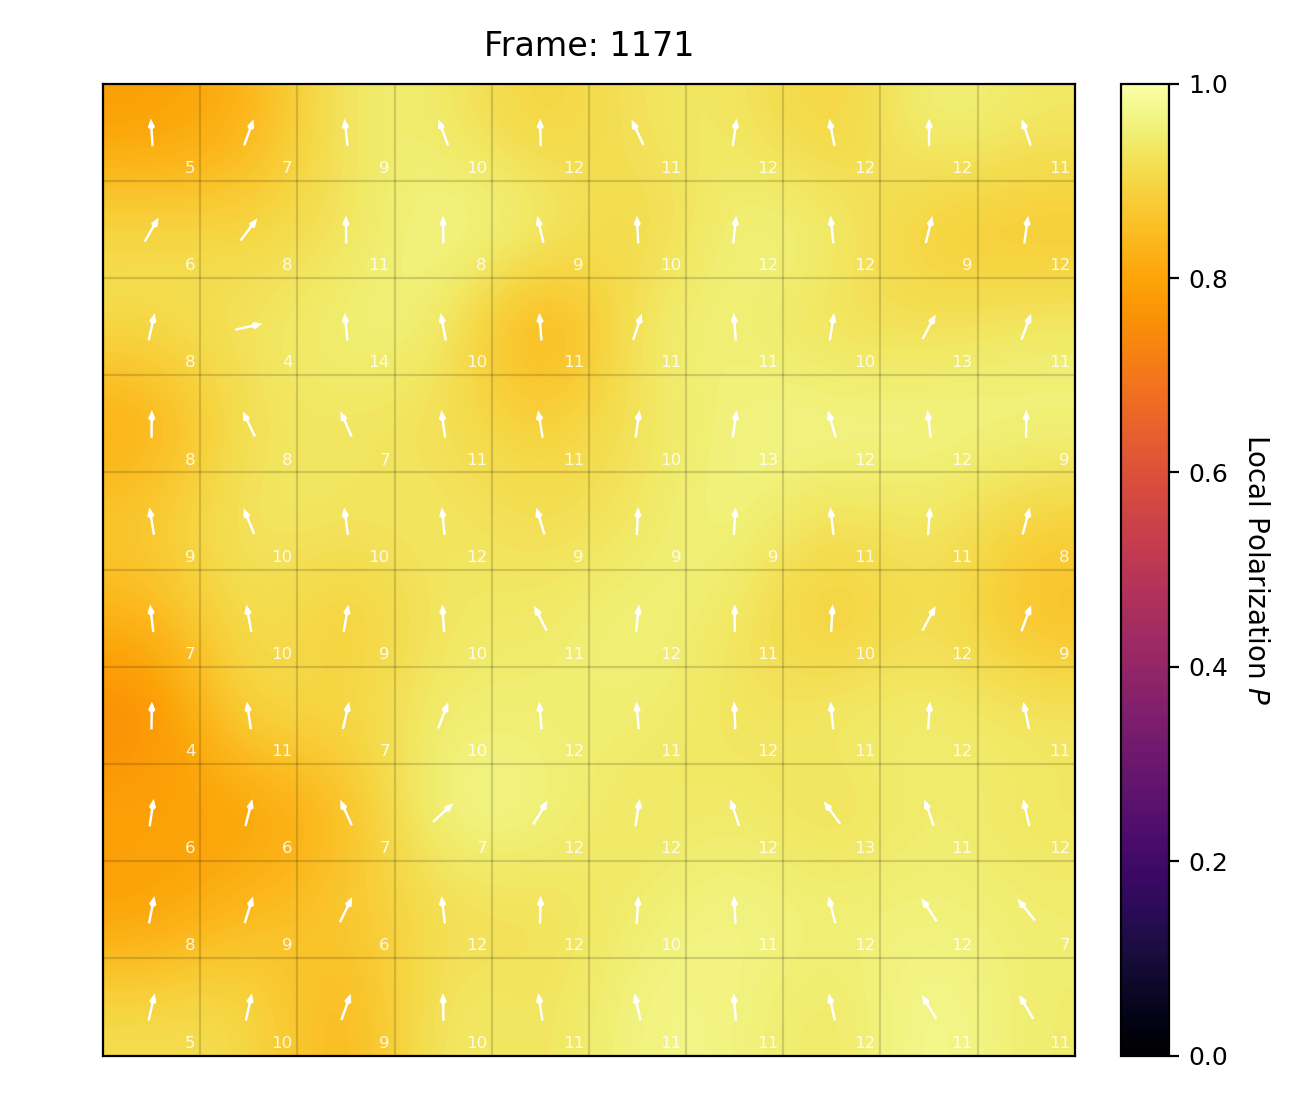 Frame: 1171
5 7 9 10 12 11 12 12 12 11
6 8 11 8 9 10 12 12 9 12
8 4 14 10 11 11 11 10 13 11
8 8 7 11 11 10 13 12 12 9
9 10 10 12 9 9 9 11 11 8
7 10 9 10 11 12 11 10 12 9
4 11 7 10 12 11 12 11 12 11
6 6 7 7 12 12 12 13 11 12
8 9 6 12 12 10 11 12 12 7
5 10 9 10 11 11 11 12 11 11
1.0
0.8
0.6
0.4
0.2
0.0
Local Polarization P